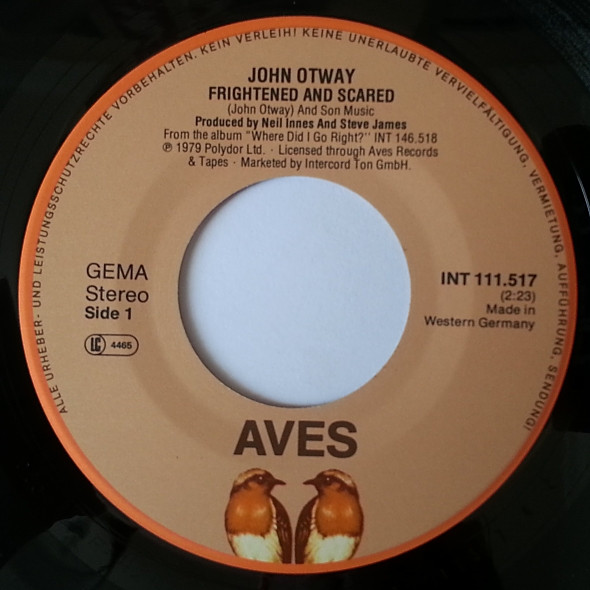 ALLE URHEBER- UND LEISTUNGSSCHUTZRECHTE VORBEHALTEN. KEIN VERLEIH! KEINE UNERLAUBTE VERVIELFÄLTIGUNG, VERMIETUNG, AUFFÜHRUNG, SENDUNG!
JOHN OTWAY
FRIGHTENED AND SCARED
(John Otway) And Son Music
Produced by Neil Innes And Steve James
From the album "Where Did I Go Right?" INT 146.518
℗ 1979 Polydor Ltd. · Licensed through Aves Records
& Tapes · Marketed by Intercord Ton GmbH.
GEMA
Stereo
Side 1
LC 4465
INT 111.517
(2:23)
Made in
Western Germany
AVES